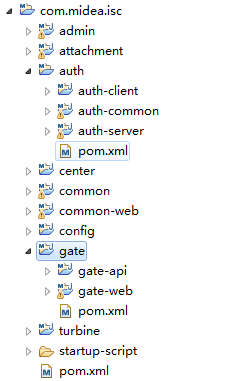 com.midea.isc
admin
attachment
auth
auth-client
auth-common
auth-server
pom.xml
center
common
common-web
config
gate
gate-api
gate-web
pom.xml
turbine
startup-script
pom.xml